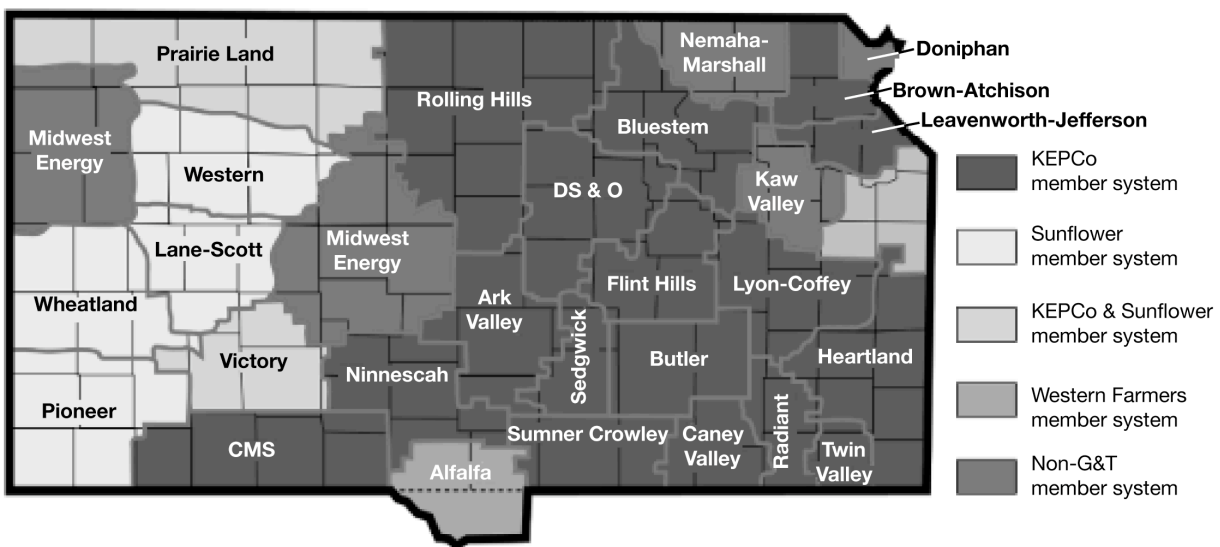 Prairie Land
Nemaha-
Marshall
Doniphan
Brown-Atchison
Leavenworth-Jefferson
Rolling Hills
Bluestem
Midwest
Energy
Western
DS & O
Kaw
Valley
Lane-Scott
Midwest
Energy
Flint Hills
Lyon-Coffey
Wheatland
Ark
Valley
Sedgwick
Butler
Heartland
Victory
Ninnescah
Pioneer
CMS
Sumner Crowley
Caney
Valley
Radiant
Twin
Valley
Alfalfa
KEPCo
member system
Sunflower
member system
KEPCo & Sunflower
member system
Western Farmers
member system
Non-G&T
member system